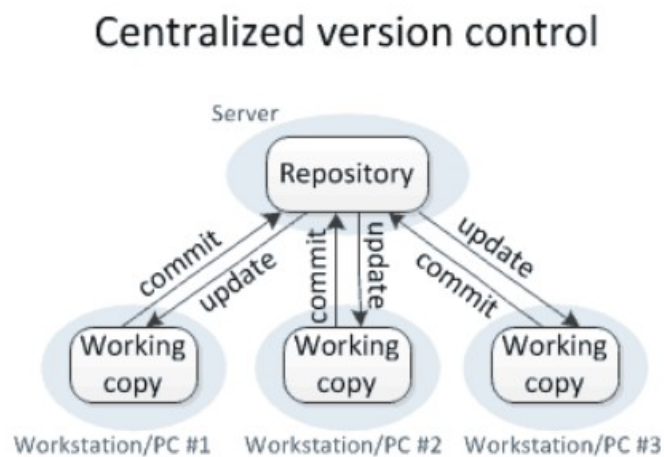 Centralized version control
Server
Repository
commit
update
commit
update
update
commit
Working
copy
Working
copy
Working
copy
Workstation/PC #1
Workstation/PC #2
Workstation/PC #3